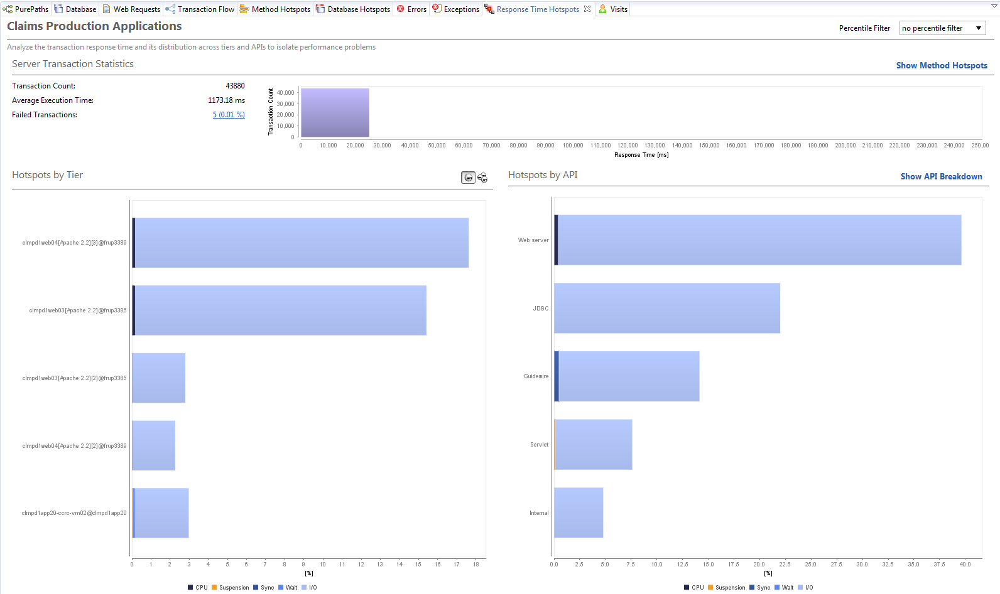 PurePaths Database Web Requests Transaction Flow Method Hotspots Database Hotspots Errors Exceptions Response Time Hotspots Visits
Claims Production Applications
Percentile Filter no percentile filter
Analyze the transaction response time and its distribution across tiers and APIs to isolate performance problems
Server Transaction Statistics
Show Method Hotspots
Transaction Count: 43880
Average Execution Time: 1173.18 ms
Failed Transactions: 5 (0.01 %)
Transaction Count
40,000
30,000
20,000
10,000
0
0 10,000 20,000 30,000 40,000 50,000 60,000 70,000 80,000 90,000 100,000 110,000 120,000 130,000 140,000 150,000 160,000 170,000 180,000 190,000 200,000 210,000 220,000 230,000 240,000 250,00
Response Time [ms]
Hotspots by Tier
clmpd1web04[Apache 2.2][3]@frup3389
clmpd1web03[Apache 2.2]@frup3385
clmpd1web03[Apache 2.2][2]@frup3385
clmpd1web04[Apache 2.2][2]@frup3389
clmpd1app20-ccrc-vm02@clmpd1app20
0 1 2 3 4 5 6 7 8 9 10 11 12 13 14 15 16 17 18
[%]
CPU Suspension Sync Wait I/O
Hotspots by API
Show API Breakdown
Web server
JDBC
Guidewire
Servlet
Internal
0.0 2.5 5.0 7.5 10.0 12.5 15.0 17.5 20.0 22.5 25.0 27.5 30.0 32.5 35.0 37.5 40.0
[%]
CPU Suspension Sync Wait I/O